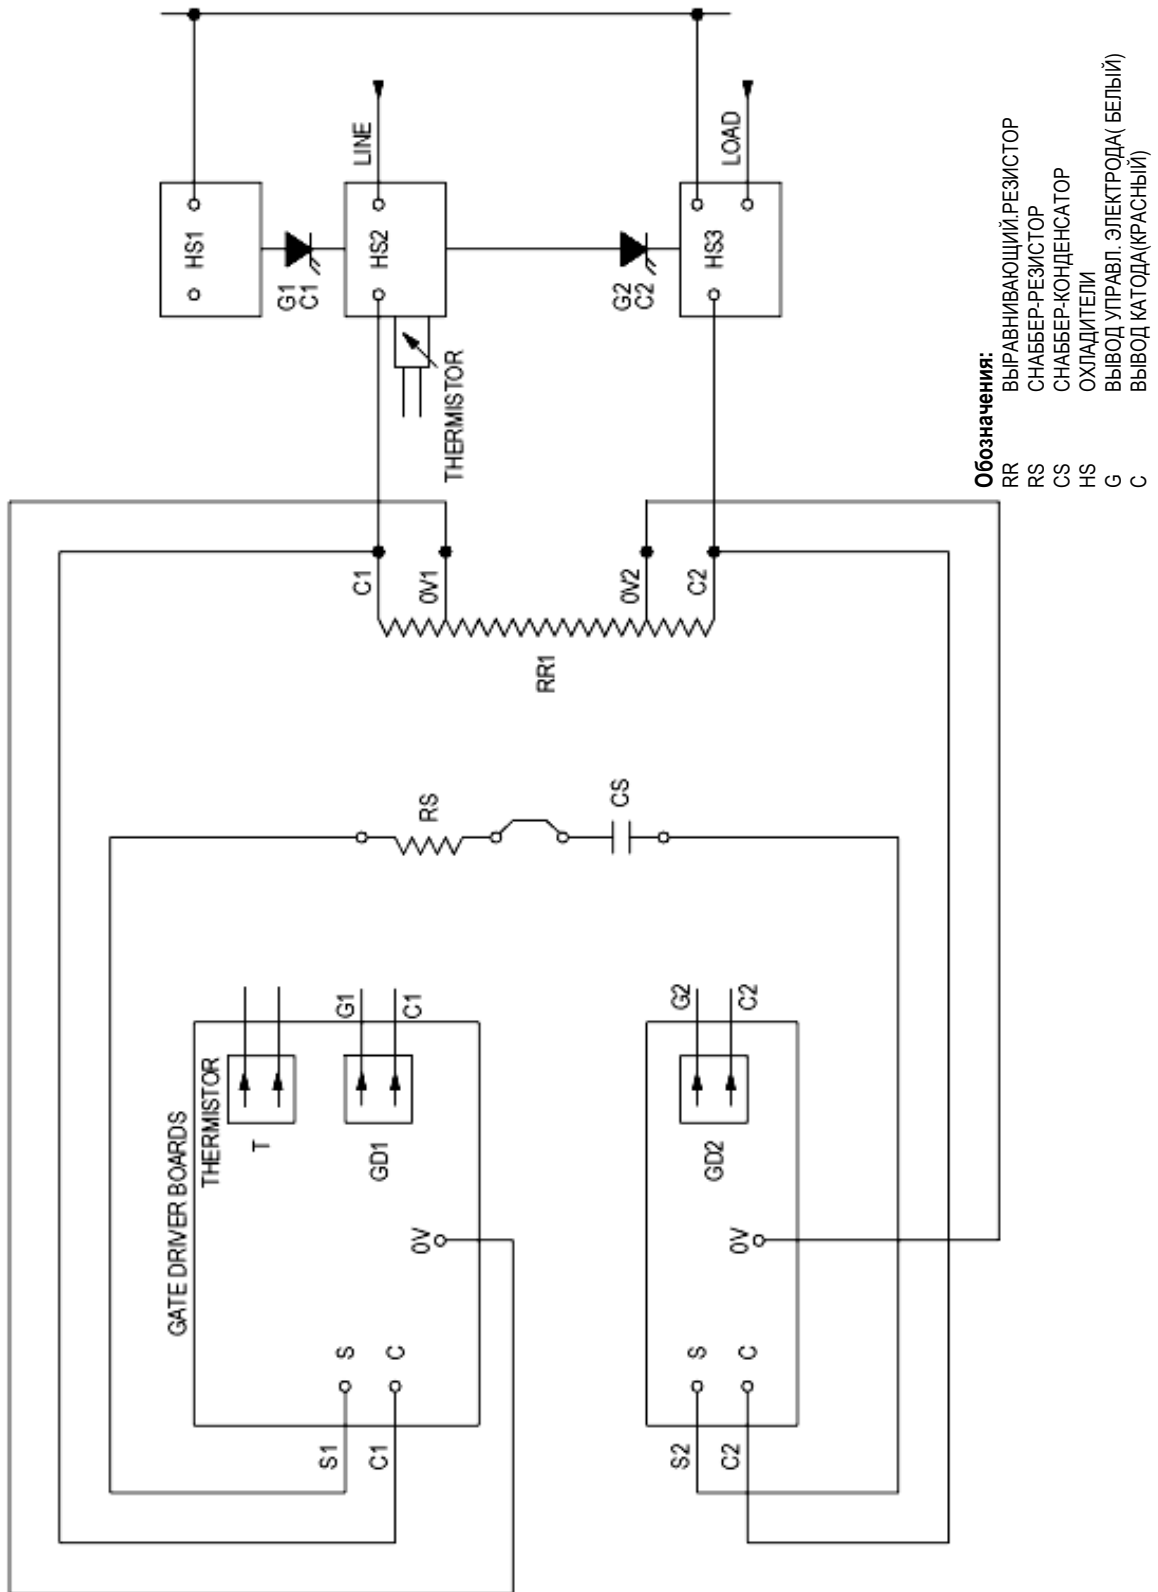 GATE DRIVER BOARDS
THERMISTOR
T
S1
S
C1
C
0V
GD1
G1
C1
S2
S
C2
C
0V
GD2
G2
C2
RS
CS
RR1
C1
0V1
0V2
C2
THERMISTOR
HS1
G1
C1
HS2
LINE
G2
C2
HS3
LOAD
Обозначения:
RR ВЫРАВНИВАЮЩИЙ.РЕЗИСТОР
RS СНАББЕР-РЕЗИСТОР
CS СНАББЕР-КОНДЕНСАТОР
HS ОХЛАДИТЕЛИ
G ВЫВОД УПРАВЛ. ЭЛЕКТРОДА( БЕЛЫЙ)
C ВЫВОД КАТОДА(КРАСНЫЙ)